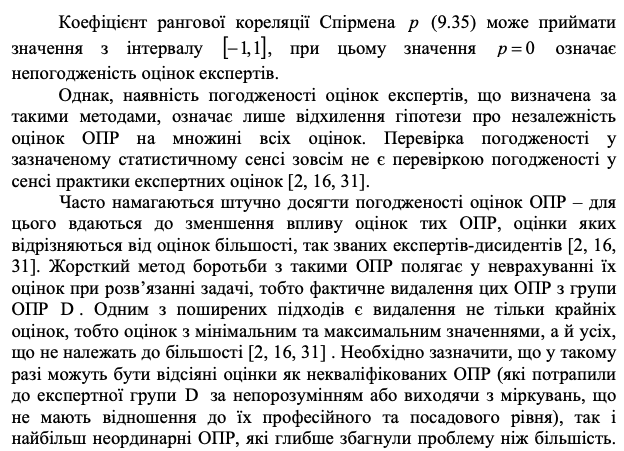 Коефіцієнт рангової кореляції Спірмена p (9.35) може приймати
значення з інтервалу [−1,1], при цьому значення p = 0 означає
непогодженість оцінок експертів.
Однак, наявність погодженості оцінок експертів, що визначена за
такими методами, означає лише відхилення гіпотези про незалежність
оцінок ОПР на множині всіх оцінок. Перевірка погодженості у
зазначеному статистичному сенсі зовсім не є перевіркою погодженості у
сенсі практики експертних оцінок [2, 16, 31].
Часто намагаються штучно досягти погодженості оцінок ОПР – для
цього вдаються до зменшення впливу оцінок тих ОПР, оцінки яких
відрізняються від оцінок більшості, так званих експертів-дисидентів [2, 16,
31]. Жорсткий метод боротьби з такими ОПР полягає у неврахуванні їх
оцінок при розв’язанні задачі, тобто фактичне видалення цих ОПР з групи
ОПР D . Одним з поширених підходів є видалення не тільки крайніх
оцінок, тобто оцінок з мінімальним та максимальним значеннями, а й усіх,
що не належать до більшості [2, 16, 31] . Необхідно зазначити, що у такому
разі можуть бути відсіяні оцінки як некваліфікованих ОПР (які потрапили
до експертної групи D за непорозумінням або виходячи з міркувань, що
не мають відношення до їх професійного та посадового рівня), так і
найбільш неординарні ОПР, які глибше збагнули проблему ніж більшість.